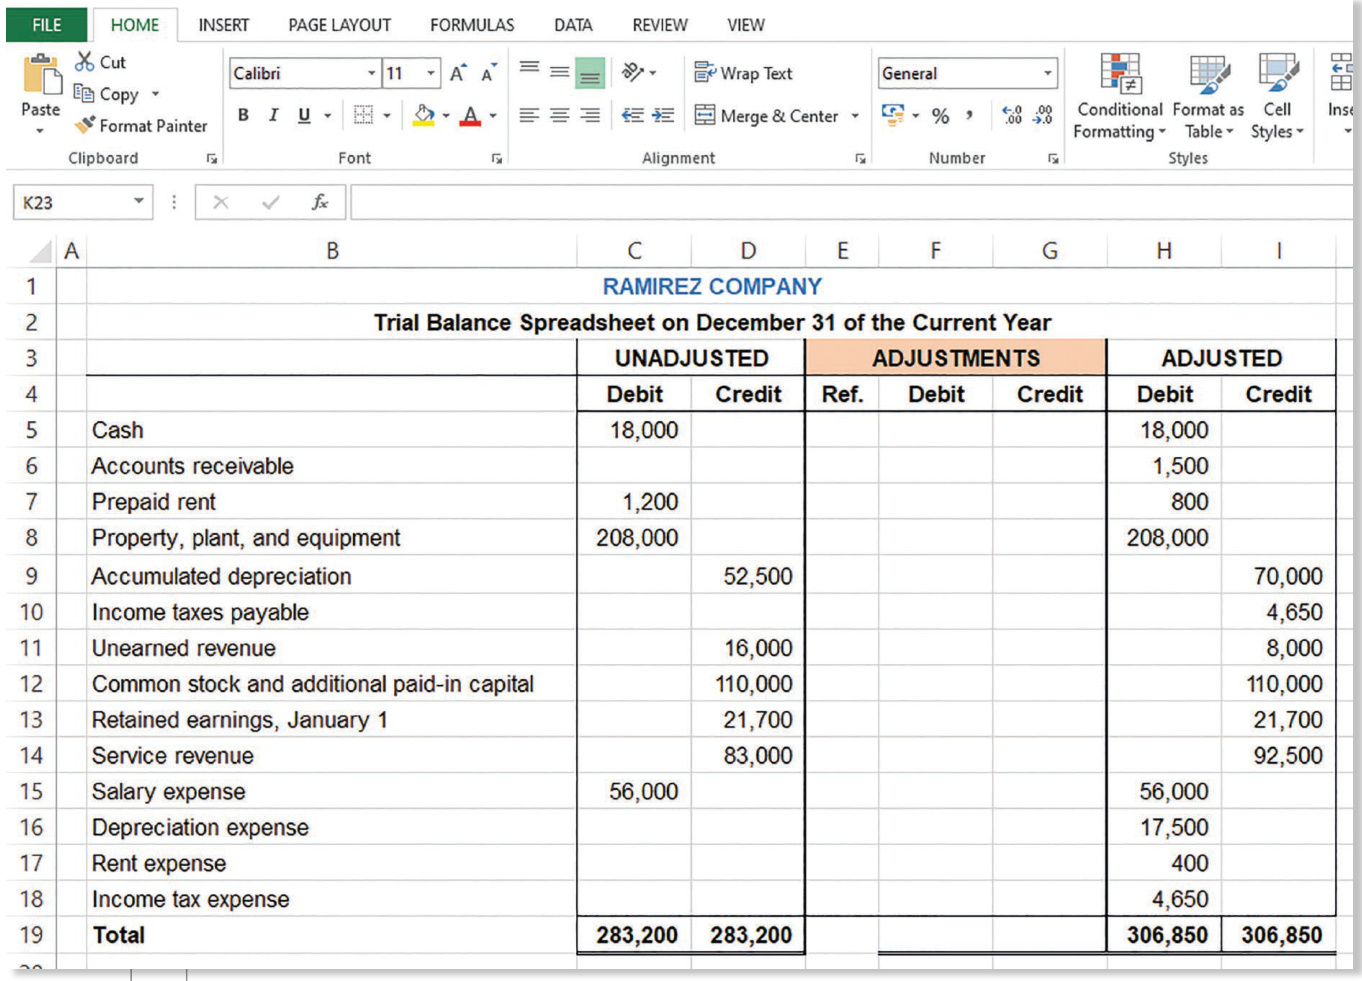 FILE HOME INSERT PAGE LAYOUT FORMULAS DATA REVIEW VIEW
Paste
Cut
Copy
Format Painter
Clipboard
Calibri 11 A A
B I U A
Font
Wrap Text
Merge & Center
Alignment
General
% ,
Number
Conditional Formatting
Format as Table
Cell Styles
Styles
K23 fx
A B C D E F G H I
1 RAMIREZ COMPANY
2 Trial Balance Spreadsheet on December 31 of the Current Year
3 UNADJUSTED ADJUSTMENTS ADJUSTED
4 Debit Credit Ref. Debit Credit Debit Credit
5 Cash 18,000 18,000
6 Accounts receivable 1,500
7 Prepaid rent 1,200 800
8 Property, plant, and equipment 208,000 208,000
9 Accumulated depreciation 52,500 70,000
10 Income taxes payable 4,650
11 Unearned revenue 16,000 8,000
12 Common stock and additional paid-in capital 110,000 110,000
13 Retained earnings, January 1 21,700 21,700
14 Service revenue 83,000 92,500
15 Salary expense 56,000 56,000
16 Depreciation expense 17,500
17 Rent expense 400
18 Income tax expense 4,650
19 Total 283,200 283,200 306,850 306,850